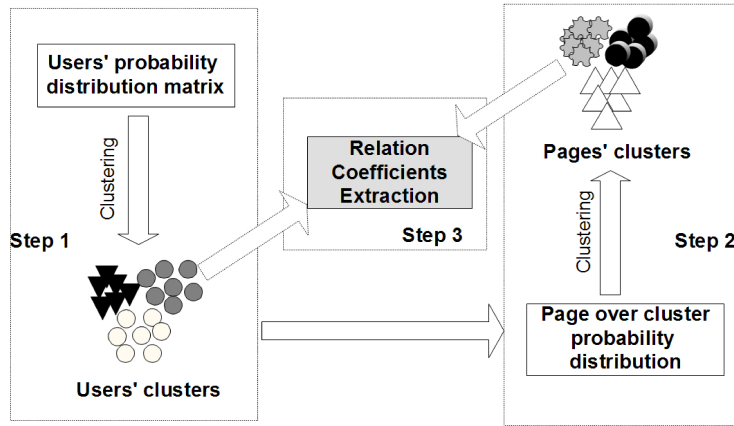 Users' probability
distribution matrix
Clustering
Step 1
Users' clusters
Relation
Coefficients
Extraction
Step 3
Pages' clusters
Clustering
Step 2
Page over cluster
probability
distribution